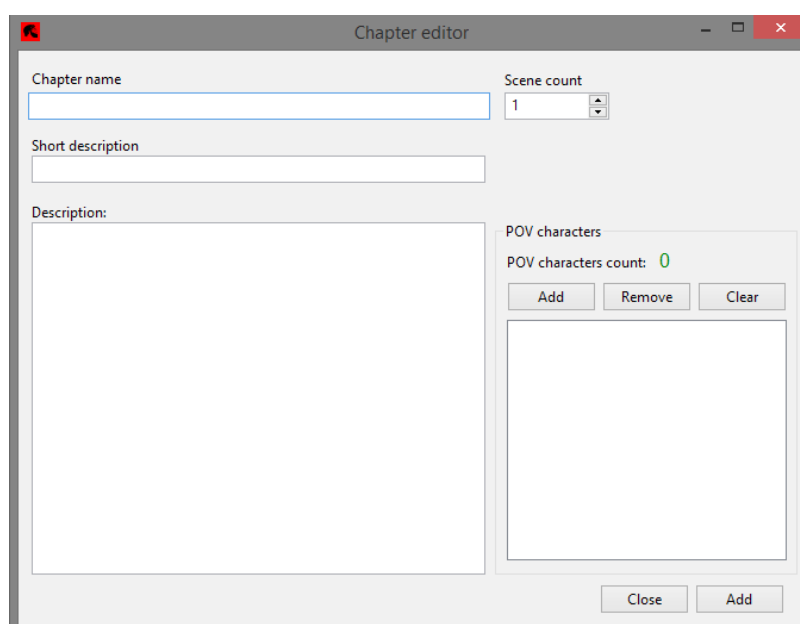 Chapter editor
Chapter name
Scene count
1
Short description
Description:
POV characters
POV characters count: 0
Add Remove Clear
Close Add